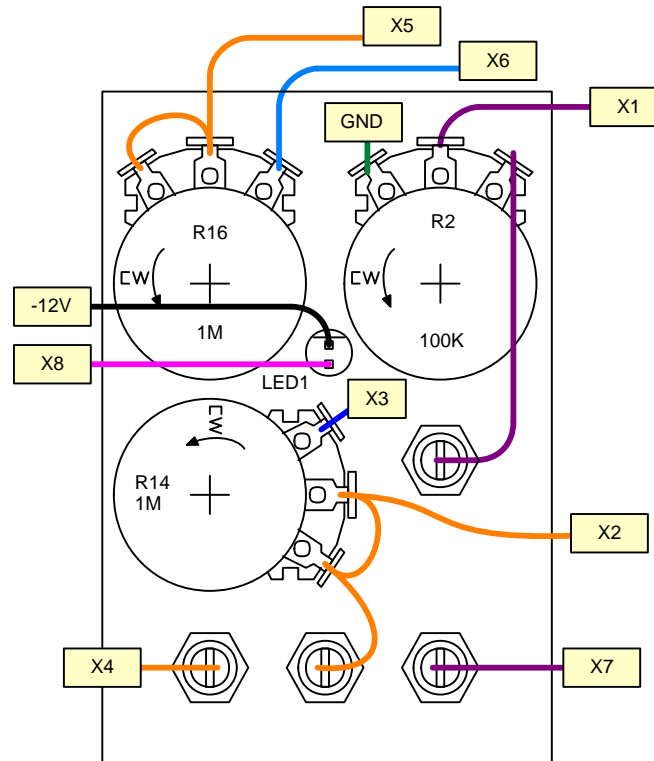 X5
X6
X1
GND
R16
R2
CW
CW
-12V
1M
100K
X8
LED1
X3
CW
R14
1M
X2
X4
X7